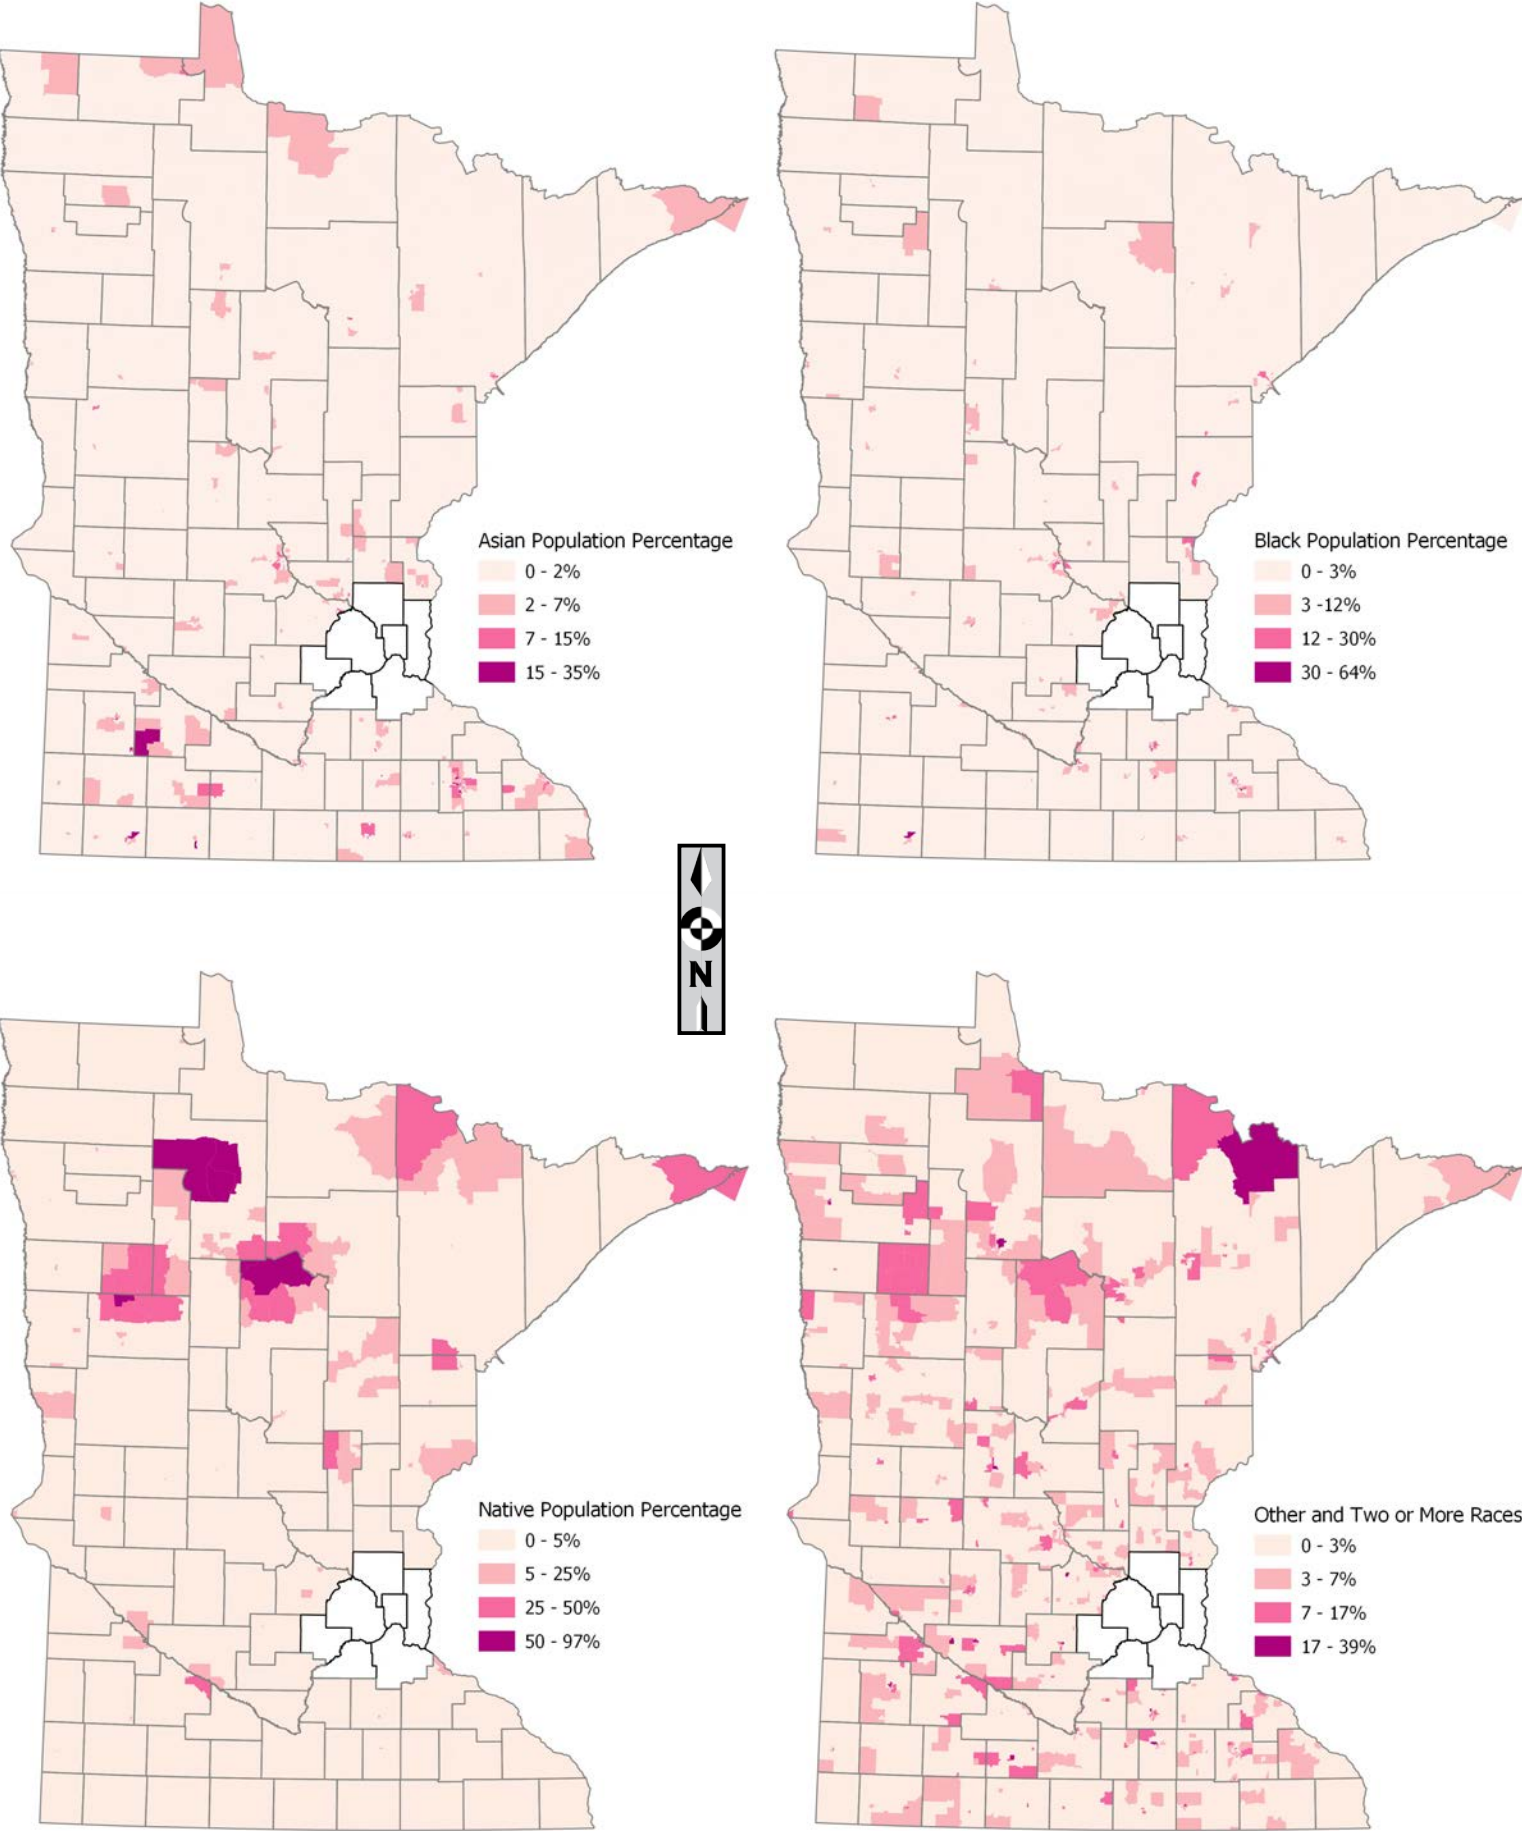 Asian Population Percentage
0 - 2%
2 - 7%
7 - 15%
15 - 35%
Black Population Percentage
0 - 3%
3 -12%
12 - 30%
30 - 64%
N
Native Population Percentage
0 - 5%
5 - 25%
25 - 50%
50 - 97%
Other and Two or More Races
0 - 3%
3 - 7%
7 - 17%
17 - 39%